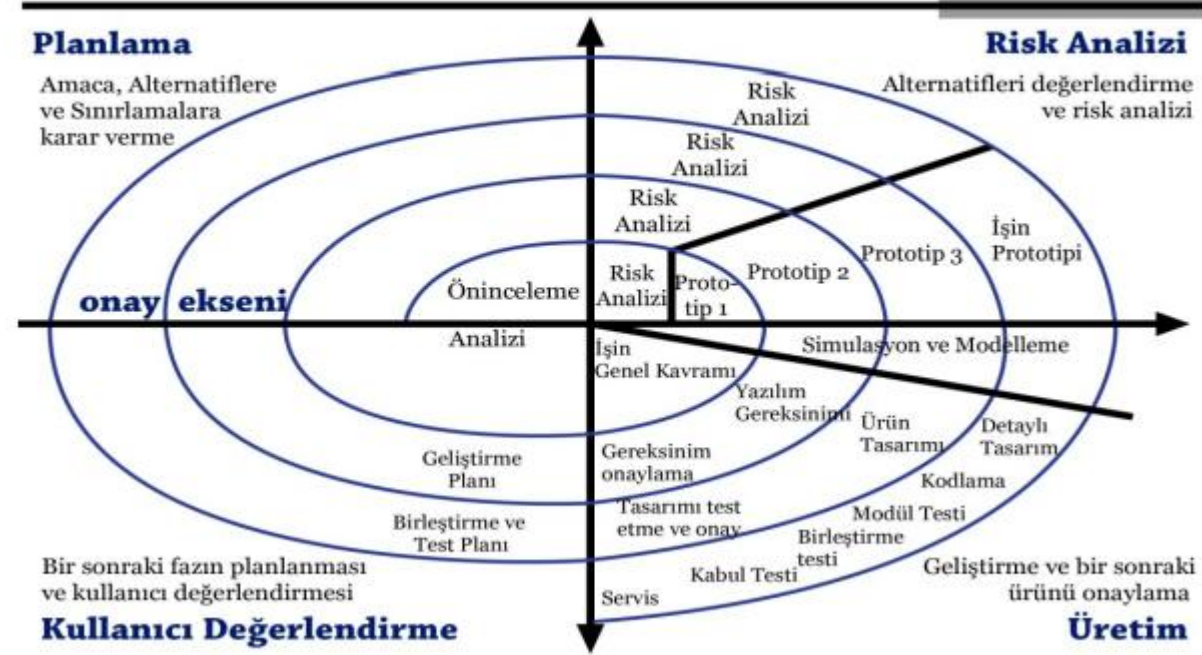 Planlama
Amaca, Alternatiflere
ve Sınırlamalara
karar verme
Risk Analizi
Alternatifleri değerlendirme
ve risk analizi
Risk
Analizi
Risk
Analizi
Risk
Analizi
Risk
Analizi
Proto-
tip 1
Prototip 2
Prototip 3
İşin
Prototipi
onay ekseni
Öninceleme
Analizi
İşin
Genel Kavramı
Simulasyon ve Modelleme
Yazılım
Gereksinimi
Ürün
Tasarımı
Detaylı
Tasarım
Geliştirme
Planı
Gereksinim
onaylama
Kodlama
Birleştirme ve
Test Planı
Tasarımı test
etme ve onay
Modül Testi
Birleştirme
testi
Kabul Testi
Servis
Bir sonraki fazın planlanması
ve kullanıcı değerlendirmesi
Kullanıcı Değerlendirme
Geliştirme ve bir sonraki
ürünü onaylama
Üretim